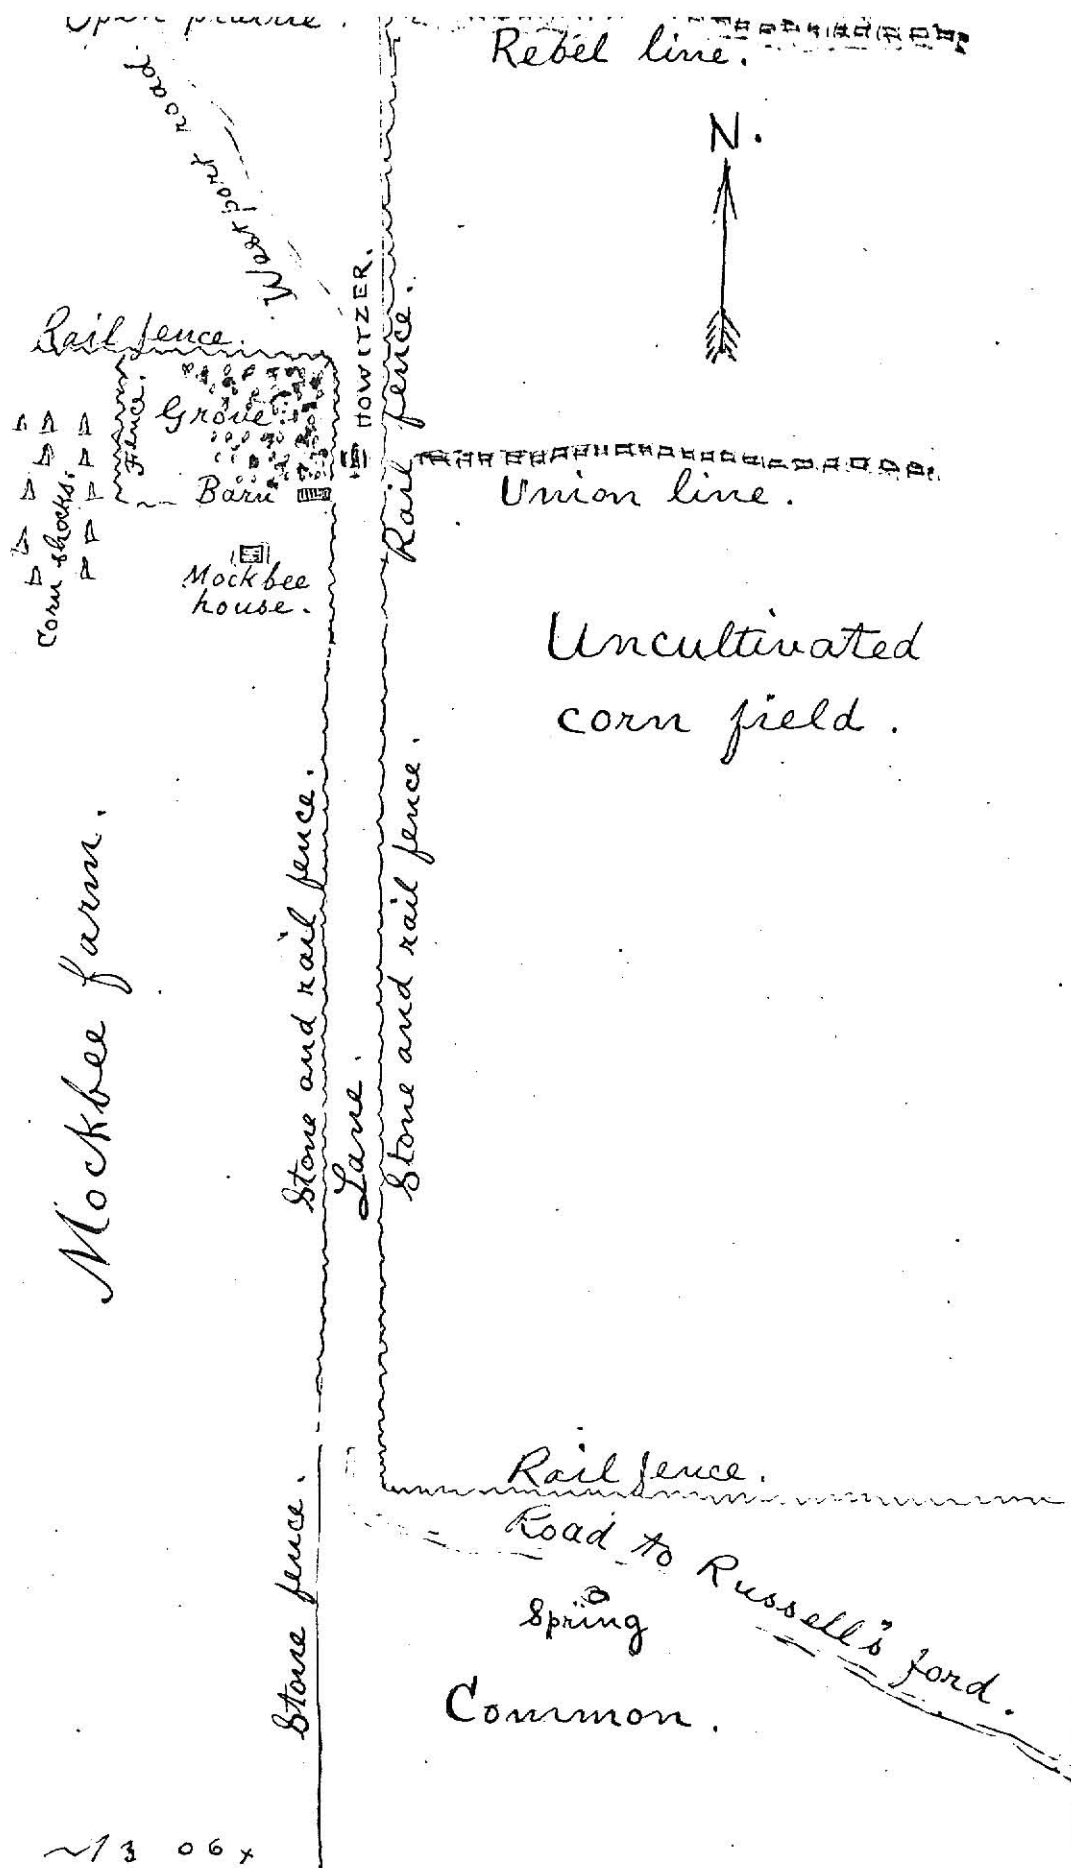 Open prairie.
Rebel line.
N.
Westport road
HOWITZER.
Rail fence.
Rail fence.
Fence.
Grove.
Barn
Union line.
Corn shocks.
Mockbee
house.
Uncultivated
corn field.
Mockbee farm.
Stone and rail fence.
Lane.
Stone and rail fence.
Rail fence.
Road to Russell's ford.
Spring
Stone fence.
Common.